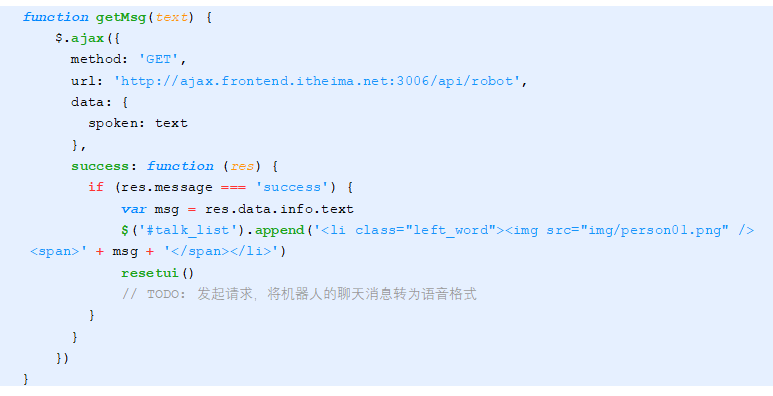 function getMsg(text) {
$.ajax({
method: 'GET',
url: 'http://ajax.frontend.itheima.net:3006/api/robot',
data: {
spoken: text
},
success: function (res) {
if (res.message === 'success') {
var msg = res.data.info.text
$('#talk_list').append('<li class="left_word"><img src="img/person01.png" />
<span>' + msg + '</span></li>')
resetui()
// TODO: 发起请求，将机器人的聊天消息转为语音格式
}
}
})
}